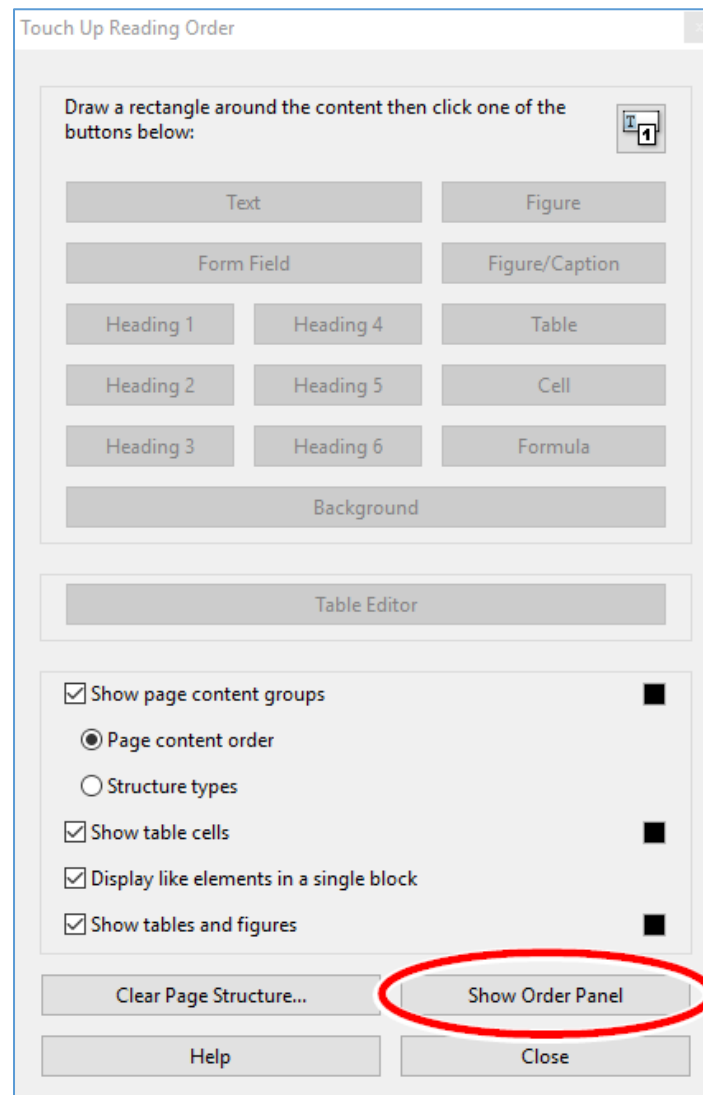 Touch Up Reading Order
Draw a rectangle around the content then click one of the
buttons below:
T
1
Text
Figure
Form Field
Figure/Caption
Heading 1
Heading 4
Table
Heading 2
Heading 5
Cell
Heading 3
Heading 6
Formula
Background
Table Editor
Show page content groups
Page content order
Structure types
Show table cells
Display like elements in a single block
Show tables and figures
Clear Page Structure...
Show Order Panel
Help
Close